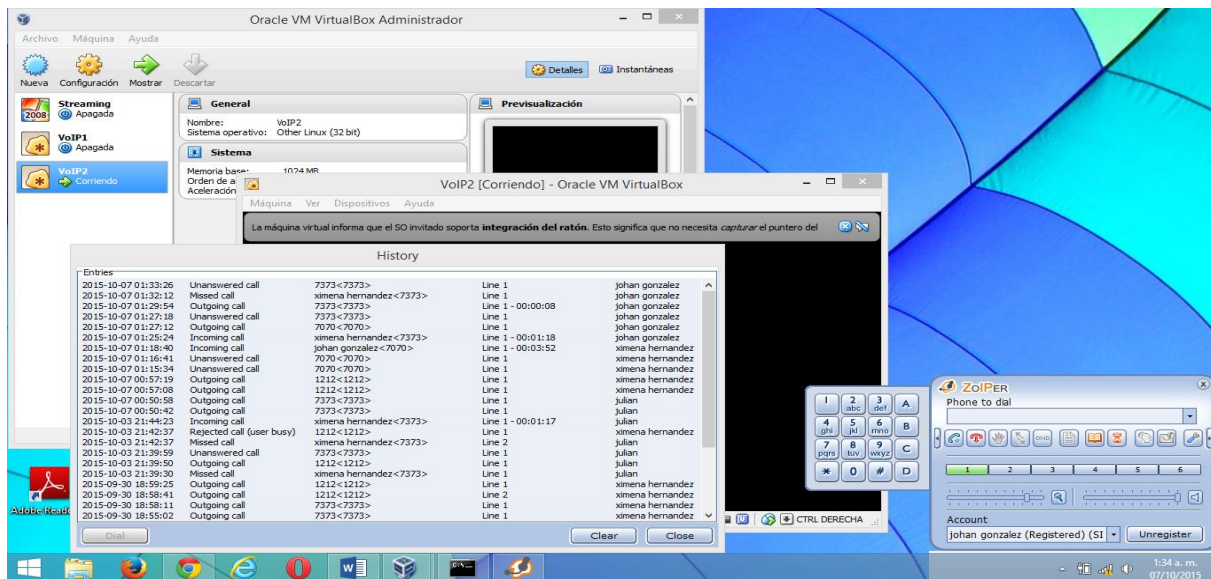 Oracle VM VirtualBox Administrador
Archivo Máquina Ayuda
Nueva Configuración Mostrar Descartar
Detalles Instantáneas
2008
Streaming
Apagada
VoIP1
Apagada
VoIP2
Corriendo
General
Nombre: VoIP2
Sistema operativo: Other Linux (32 bit)
Sistema
Memoria base: 1024 MB
Orden de a
Aceleración
Previsualización
VoIP2 [Corriendo] - Oracle VM VirtualBox
Máquina Ver Dispositivos Ayuda
La máquina virtual informa que el SO invitado soporta integración del ratón. Esto significa que no necesita capturar el puntero del
History
Entries
2015-10-07 01:33:26 Unanswered call 7373<7373> Line 1 johan gonzalez
2015-10-07 01:32:12 Missed call ximena hernandez<7373> Line 1 johan gonzalez
2015-10-07 01:29:54 Outgoing call 7373<7373> Line 1 - 00:00:08 johan gonzalez
2015-10-07 01:27:18 Unanswered call 7373<7373> Line 1 johan gonzalez
2015-10-07 01:27:12 Outgoing call 7070<7070> Line 1 johan gonzalez
2015-10-07 01:25:24 Incoming call ximena hernandez<7373> Line 1 - 00:01:18 johan gonzalez
2015-10-07 01:18:40 Incoming call johan gonzalez<7070> Line 1 - 00:03:52 ximena hernandez
2015-10-07 01:16:41 Unanswered call 7070<7070> Line 1 ximena hernandez
2015-10-07 01:15:34 Unanswered call 7070<7070> Line 1 ximena hernandez
2015-10-07 00:57:19 Outgoing call 1212<1212> Line 1 ximena hernandez
2015-10-07 00:57:08 Outgoing call 1212<1212> Line 1 ximena hernandez
2015-10-07 00:50:58 Outgoing call 7373<7373> Line 1 julian
2015-10-07 00:50:42 Outgoing call 7373<7373> Line 1 julian
2015-10-03 21:44:23 Incoming call ximena hernandez<7373> Line 1 - 00:01:17 julian
2015-10-03 21:42:37 Rejected call (user busy) 1212<1212> Line 1 ximena hernandez
2015-10-03 21:42:37 Missed call ximena hernandez<7373> Line 2 julian
2015-10-03 21:39:59 Unanswered call 7373<7373> Line 1 julian
2015-10-03 21:39:50 Outgoing call 1212<1212> Line 1 julian
2015-10-03 21:39:30 Missed call ximena hernandez<7373> Line 1 julian
2015-09-30 18:59:25 Outgoing call 1212<1212> Line 1 ximena hernandez
2015-09-30 18:58:41 Outgoing call 1212<1212> Line 2 ximena hernandez
2015-09-30 18:58:11 Outgoing call 7373<7373> Line 1 ximena hernandez
2015-09-30 18:55:02 Outgoing call 7373<7373> Line 1 ximena hernandez
Dial Clear Close
CTRL DERECHA
1 2 abc 3 def A
4 ghi 5 jkl 6 mno B
7 pqrs 8 tuv 9 wxyz C
* 0 # D
ZOIPER
Phone to dial
DND
1 2 3 4 5 6
Account
johan gonzalez (Registered) (SI Unregister
Adobe Read
1:34 a. m.
07/10/2015